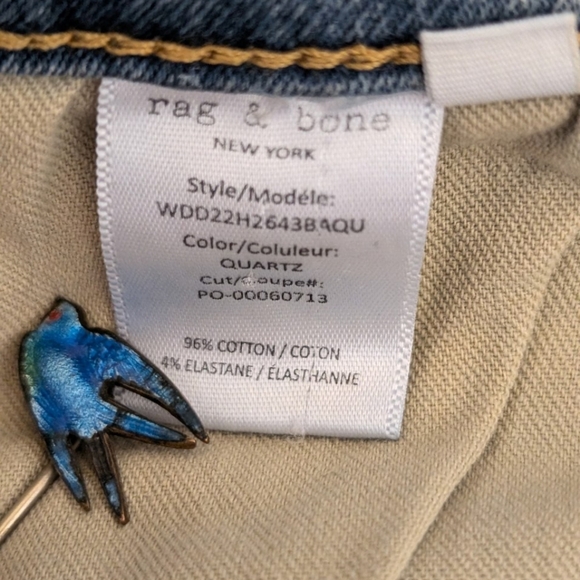 rag & bone
NEW YORK
Style/Modéle:
WDD22H2643BAQU
Color/Coluleur:
QUARTZ
Cut/Coupe#:
PO-00060713
96% COTTON / COTON
4% ELASTANE / ÉLASTHANNE